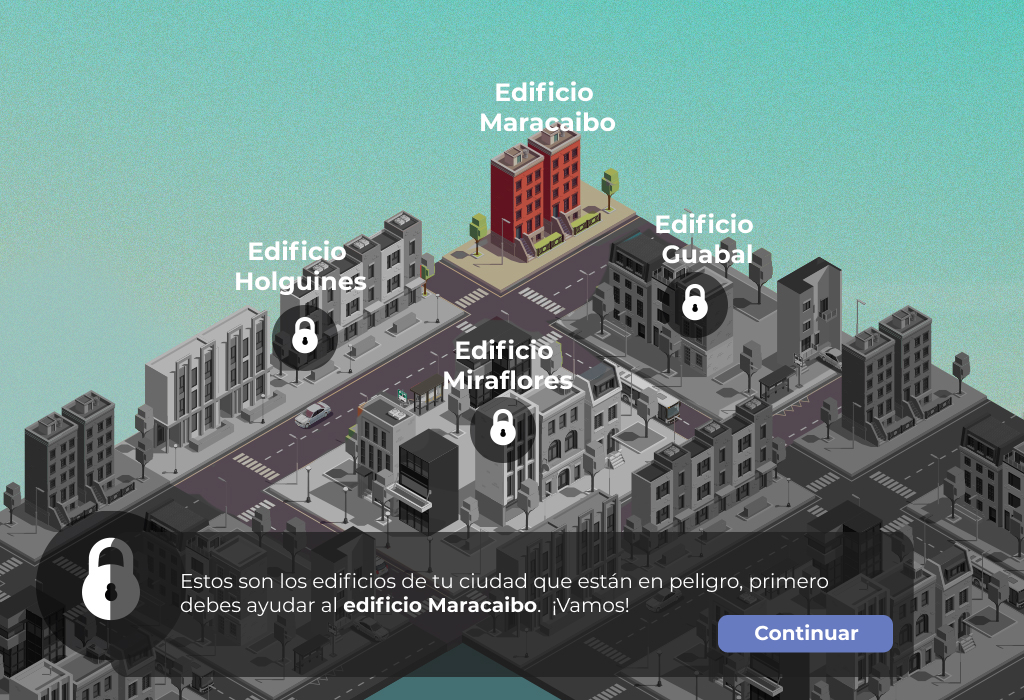 Edificio
Maracaibo
Edificio
Guabal
Edificio
Holguines
Edificio
Miraflores
Estos son los edificios de tu ciudad que están en peligro, primero
debes ayudar al edificio Maracaibo. ¡Vamos!
Continuar